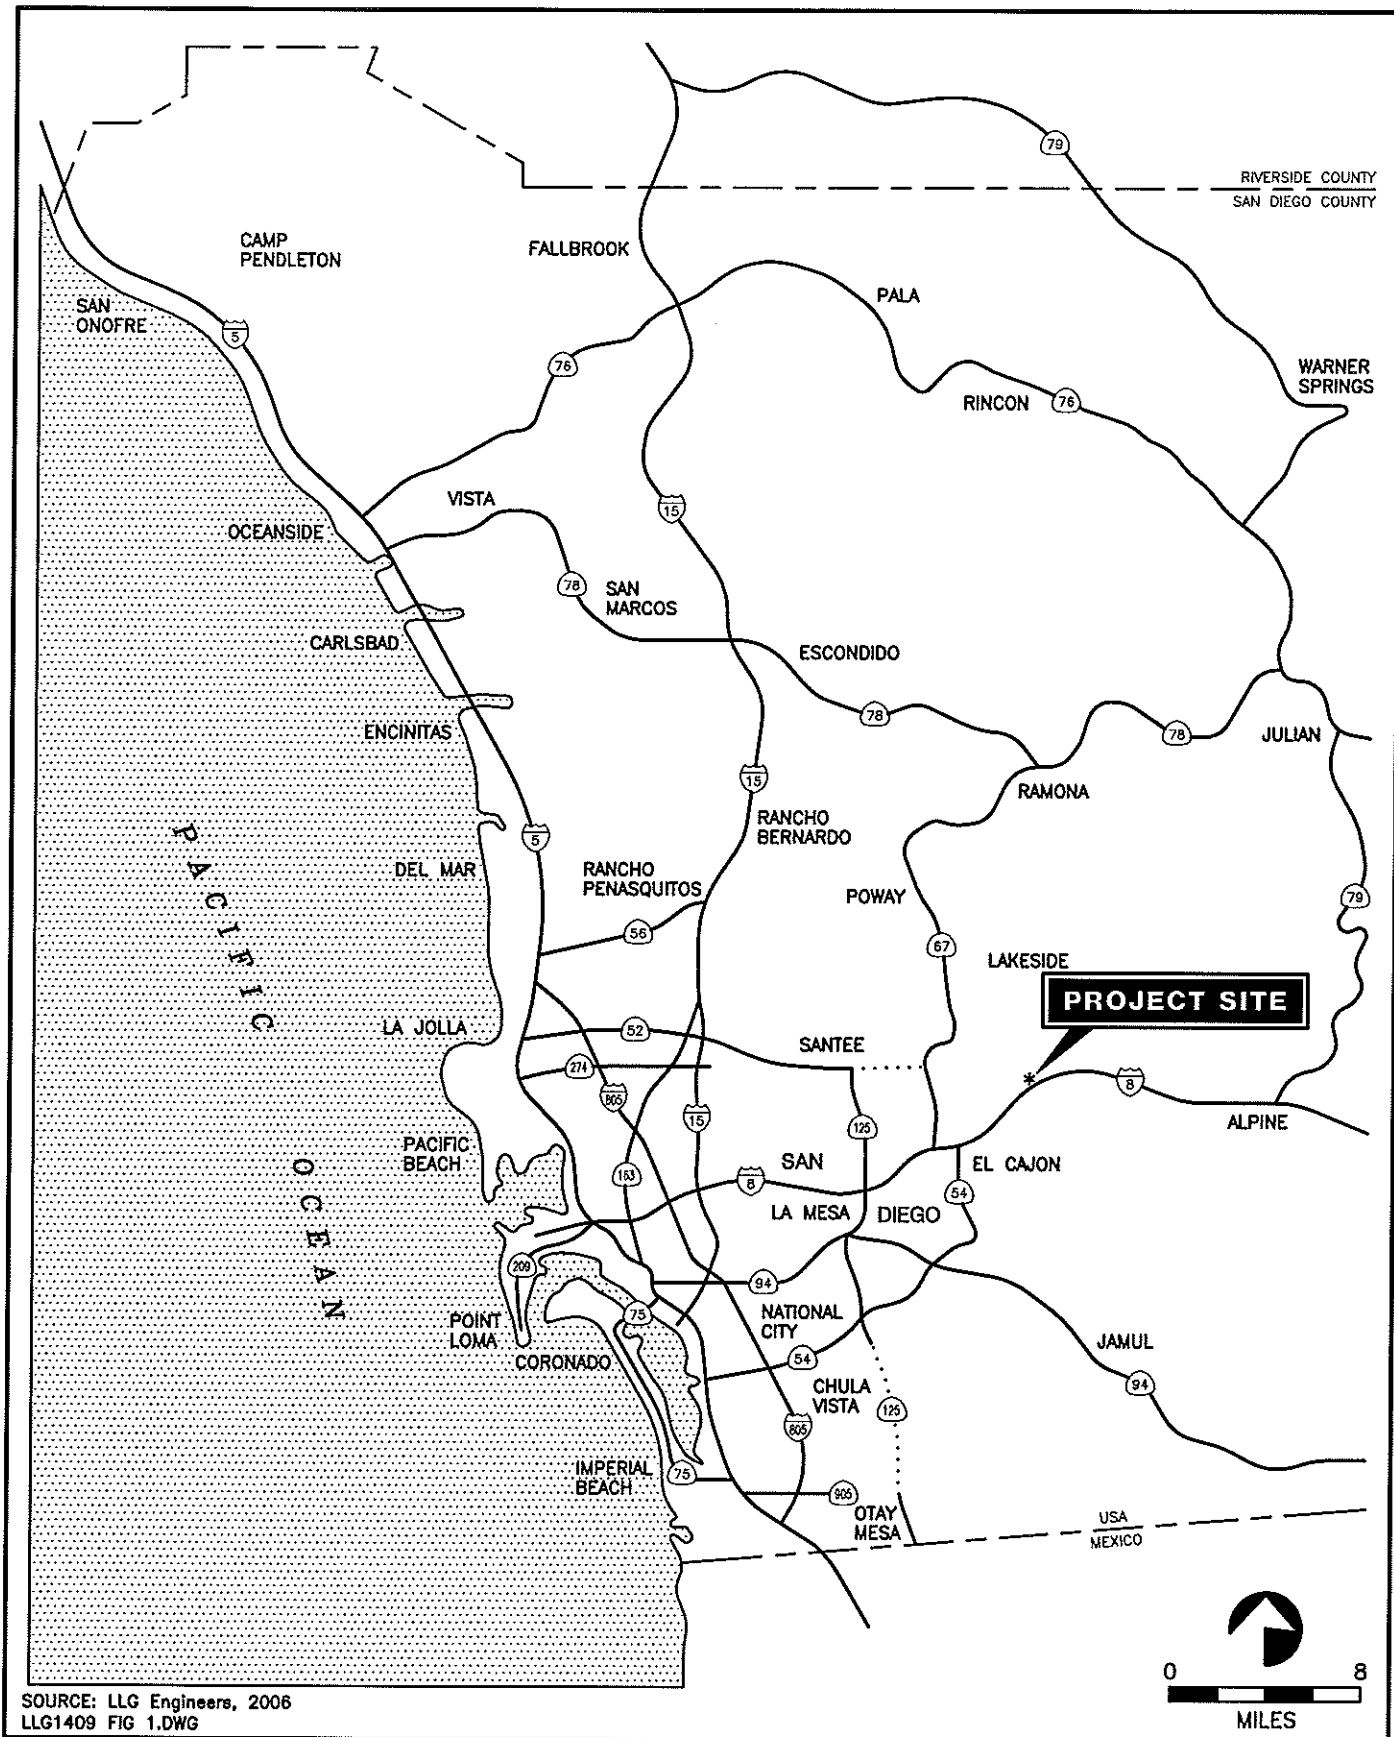 79
RIVERSIDE COUNTY
SAN DIEGO COUNTY
CAMP
PENDLETON
FALLBROOK
SAN
ONOFRE
5
PALA
76
WARNER
SPRINGS
RINCON
76
VISTA
15
OCEANSIDE
78
SAN
MARCOS
CARLSBAD
ESCONDIDO
78
ENCINITAS
78
JULIAN
15
RAMONA
RANCHO
BERNARDO
5
DEL MAR
RANCHO
PENASQUITOS
POWAY
79
56
67
LAKESIDE
PROJECT SITE
PACIFIC
OCEAN
LA JOLLA
52
SANTEE
274
*
8
805
15
125
ALPINE
PACIFIC
BEACH
163
SAN
EL CAJON
8
54
LA MESA
DIEGO
209
94
POINT
LOMA
75
NATIONAL
CITY
CORONADO
54
JAMUL
94
CHULA
VISTA
125
805
IMPERIAL
BEACH
75
905
OTAY
MESA
USA
MEXICO
0 8
MILES
SOURCE: LLG Engineers, 2006
LLG1409 FIG 1.DWG